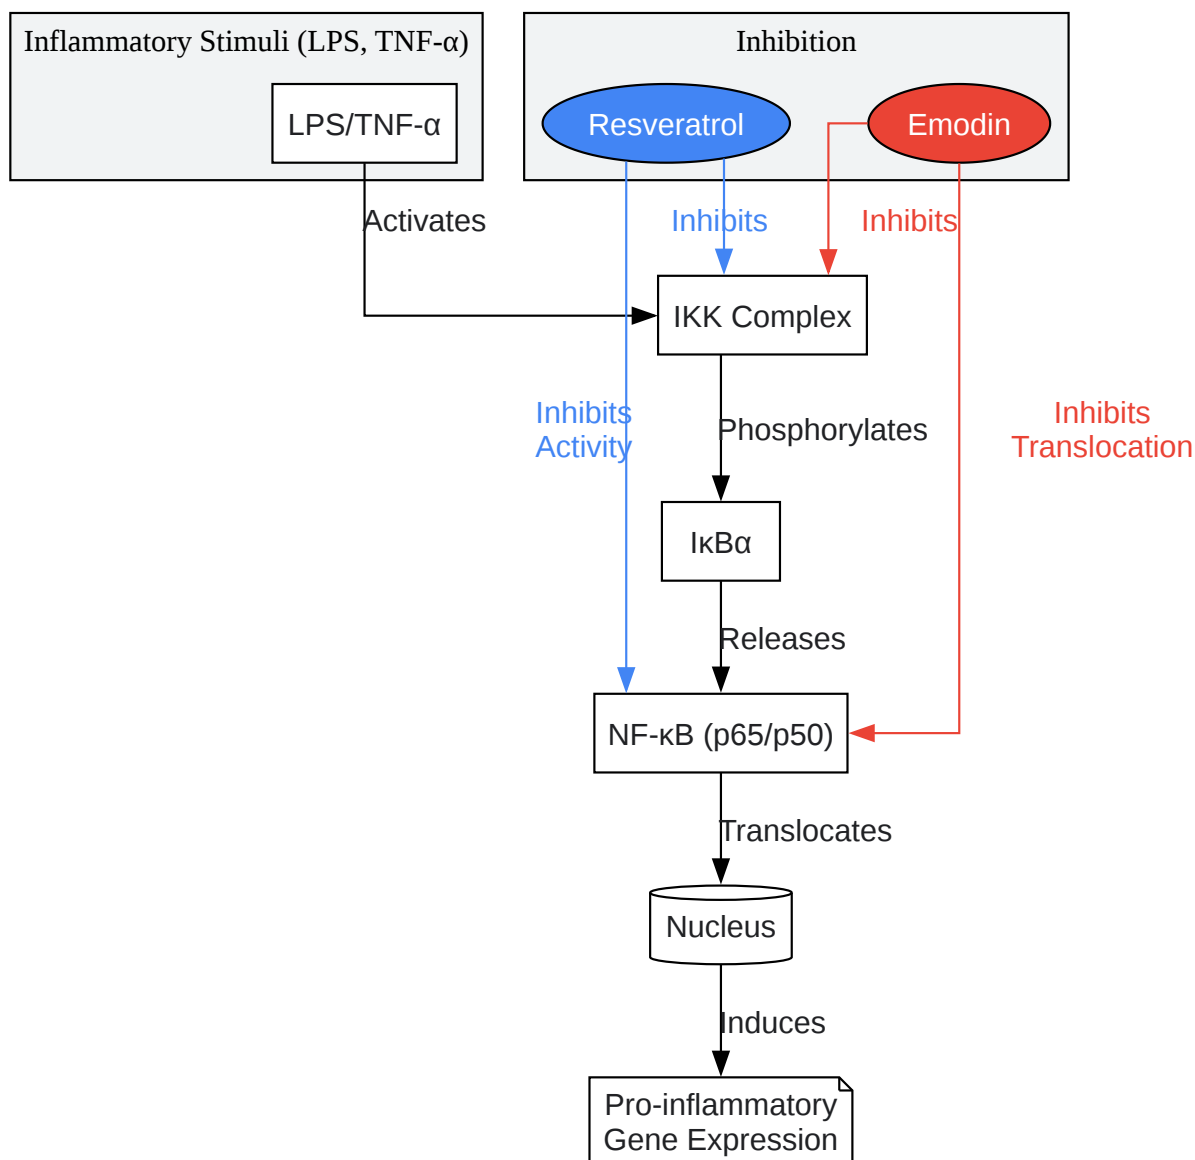 Inflammatory Stimuli (LPS, TNF-α)
Inhibition
LPS/TNF-α
Resveratrol
Emodin
Activates
Inhibits
Inhibits
IKK Complex
Inhibits
Activity
Phosphorylates
Inhibits
Translocation
IκBα
Releases
NF-κB (p65/p50)
Translocates
Nucleus
Induces
Pro-inflammatory
Gene Expression